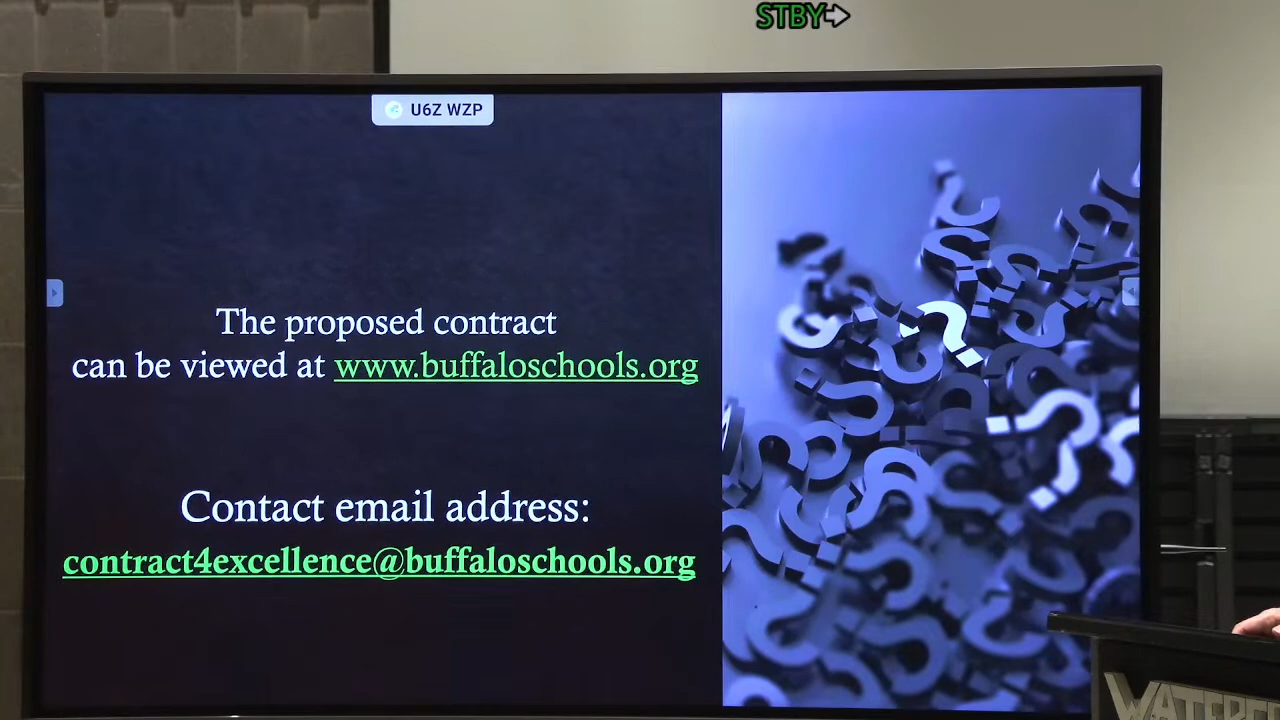 STBY
U6Z WZP
The proposed contract
can be viewed at www.buffaloschools.org
Contact email address:
contract4excellence@buffaloschools.org